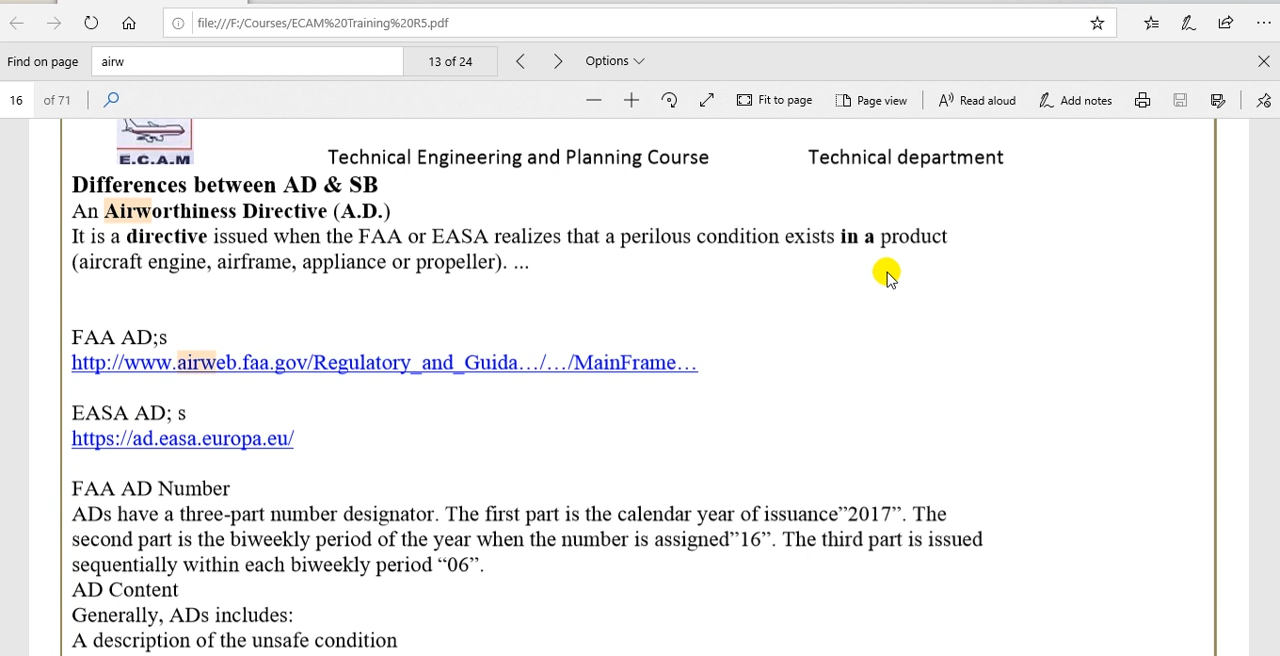 file:///F:/Courses/ECAM%20Training%20R5.pdf
Find on page airw 13 of 24 Options
16 of 71 Fit to page Page view Read aloud Add notes
E.C.A.M
Technical Engineering and Planning Course Technical department
Differences between AD & SB
An Airworthiness Directive (A.D.)
It is a directive issued when the FAA or EASA realizes that a perilous condition exists in a product
(aircraft engine, airframe, appliance or propeller). ...
FAA AD;s
http://www.airweb.faa.gov/Regulatory_and_Guida…/…/MainFrame…
EASA AD; s
https://ad.easa.europa.eu/
FAA AD Number
ADs have a three-part number designator. The first part is the calendar year of issuance”2017”. The
second part is the biweekly period of the year when the number is assigned”16”. The third part is issued
sequentially within each biweekly period “06”.
AD Content
Generally, ADs includes:
A description of the unsafe condition